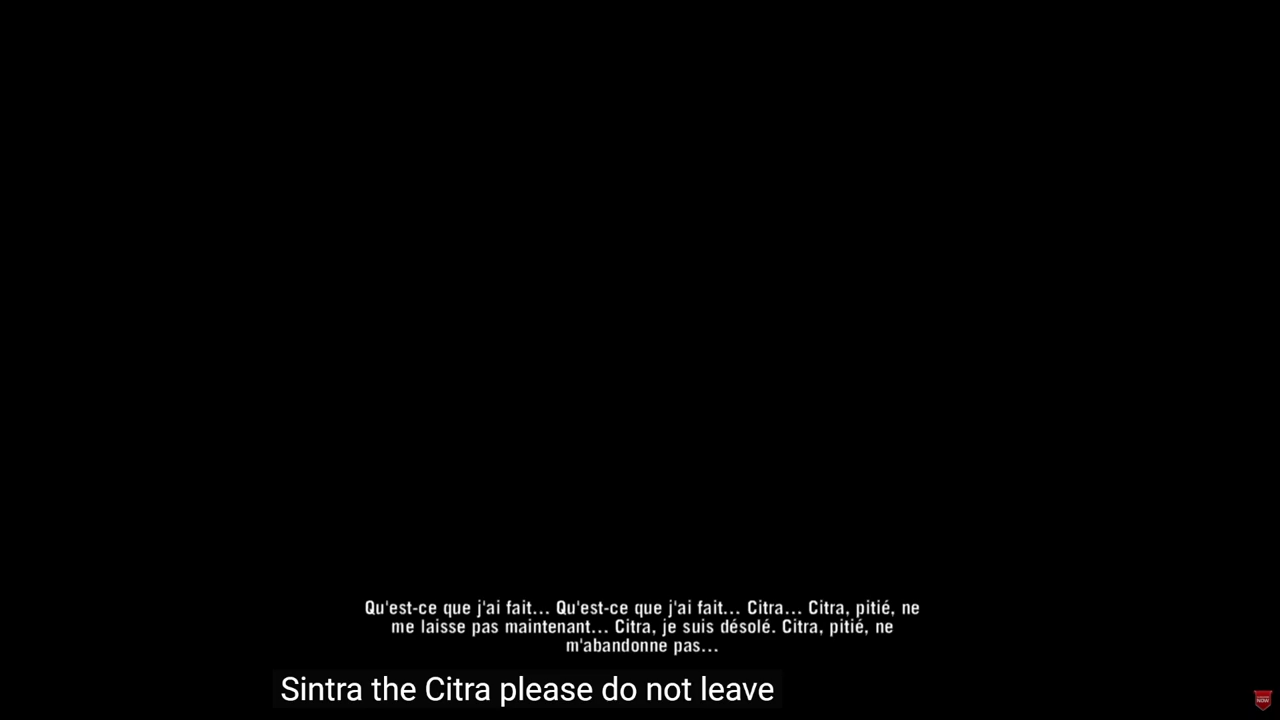 Qu'est-ce que j'ai fait... Qu'est-ce que j'ai fait... Citra... Citra, pitié, ne
me laisse pas maintenant... Citra, je suis désolé. Citra, pitié, ne
m'abandonne pas...
Sintra the Citra please do not leave
NOW